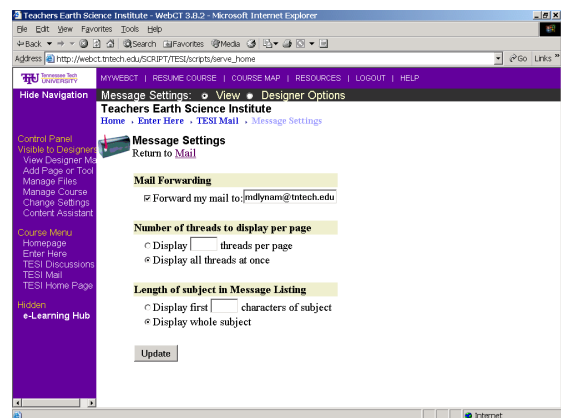 Teachers Earth Science Institute - WebCT 3.8.2 - Microsoft Internet Explorer
File Edit View Favorites Tools Help
Back Search Favorites Media
Address http://webct.tntech.edu/SCRIPT/TESI/scripts/serve_home Go Links »
TTU Tennessee Tech UNIVERSITY
MYWEBCT | RESUME COURSE | COURSE MAP | RESOURCES | LOGOUT | HELP
Hide Navigation
Message Settings: View Designer Options
Teachers Earth Science Institute
Home › Enter Here › TESI Mail › Message Settings
Control Panel
Visible to Designers
View Designer Ma
Add Page or Tool
Manage Files
Manage Course
Change Settings
Content Assistant
Course Menu
Homepage
Enter Here
TESI Discussions
TESI Mail
TESI Home Page
Hidden
e-Learning Hub
Message Settings
Return to Mail
Mail Forwarding
Forward my mail to: mdlynam@tntech.edu
Number of threads to display per page
Display threads per page
Display all threads at once
Length of subject in Message Listing
Display first characters of subject
Display whole subject
Update
Internet